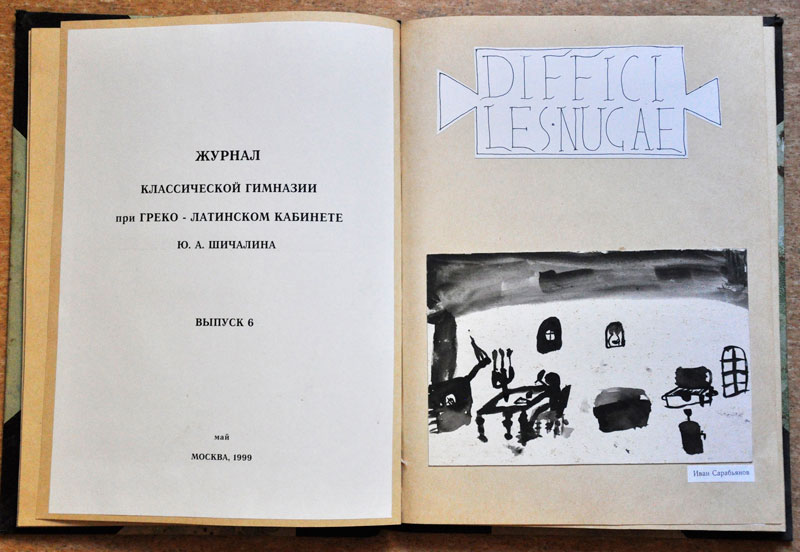 ЖУРНАЛ
КЛАССИЧЕСКОЙ ГИМНАЗИИ
при ГРЕКО - ЛАТИНСКОМ КАБИНЕТЕ
Ю. А. ШИЧАЛИНА
ВЫПУСК 6
май
МОСКВА, 1999
DIFFICI
LES·NUGAE
Иван Сарабьянов